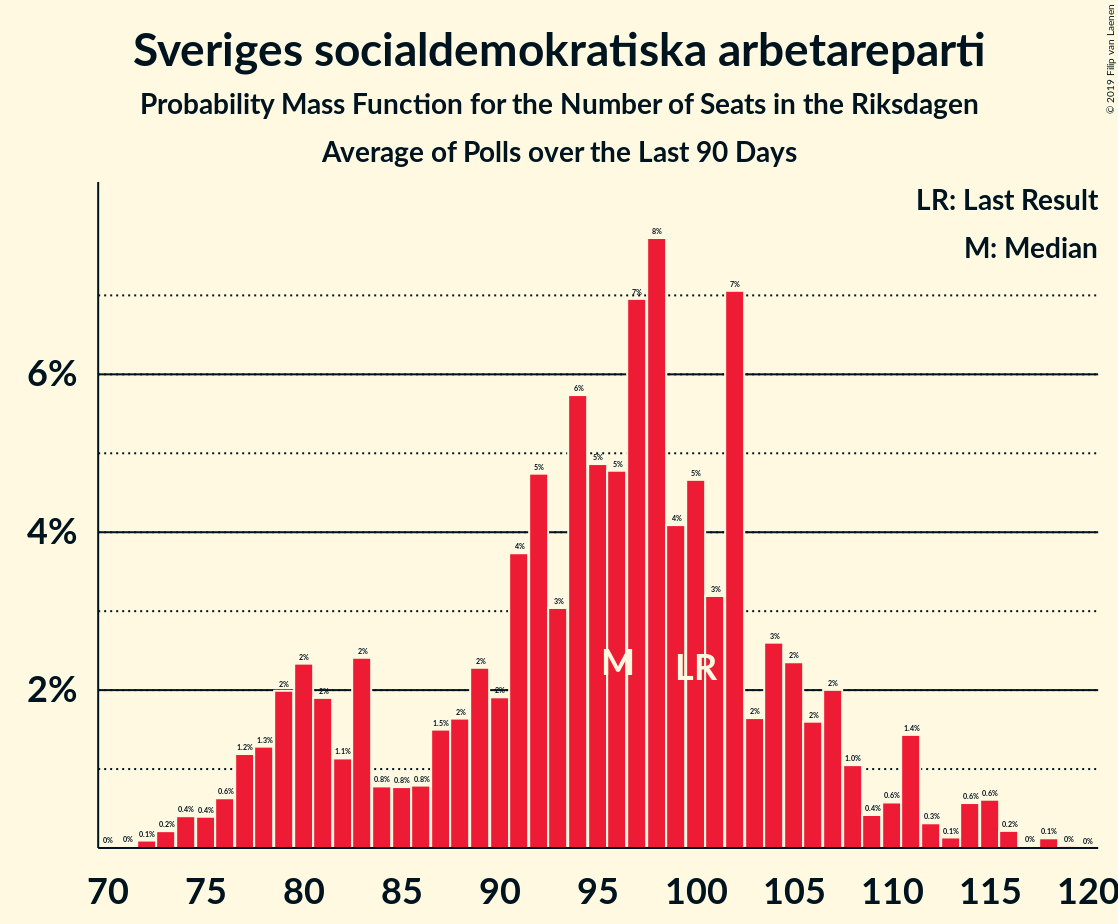 Sveriges socialdemokratiska arbetareparti
Probability Mass Function for the Number of Seats in the Riksdagen
Average of Polls over the Last 90 Days
© 2019 Filip van Laenen
LR: Last Result
M: Median
6%
4%
2%
0% 0% 0.1% 0.2% 0.4% 0.4% 0.6% 1.2% 1.3% 2% 2% 2% 1.1% 2% 0.8% 0.8% 0.8% 1.5% 2% 2% 2% 4% 5% 3% 6% 5% 5% 7% 8% 4% 5% 3% 7% 2% 3% 2% 2% 2% 1.0% 0.4% 0.6% 1.4% 0.3% 0.1% 0.6% 0.6% 0.2% 0% 0.1% 0% 0%
M LR
70 75 80 85 90 95 100 105 110 115 120